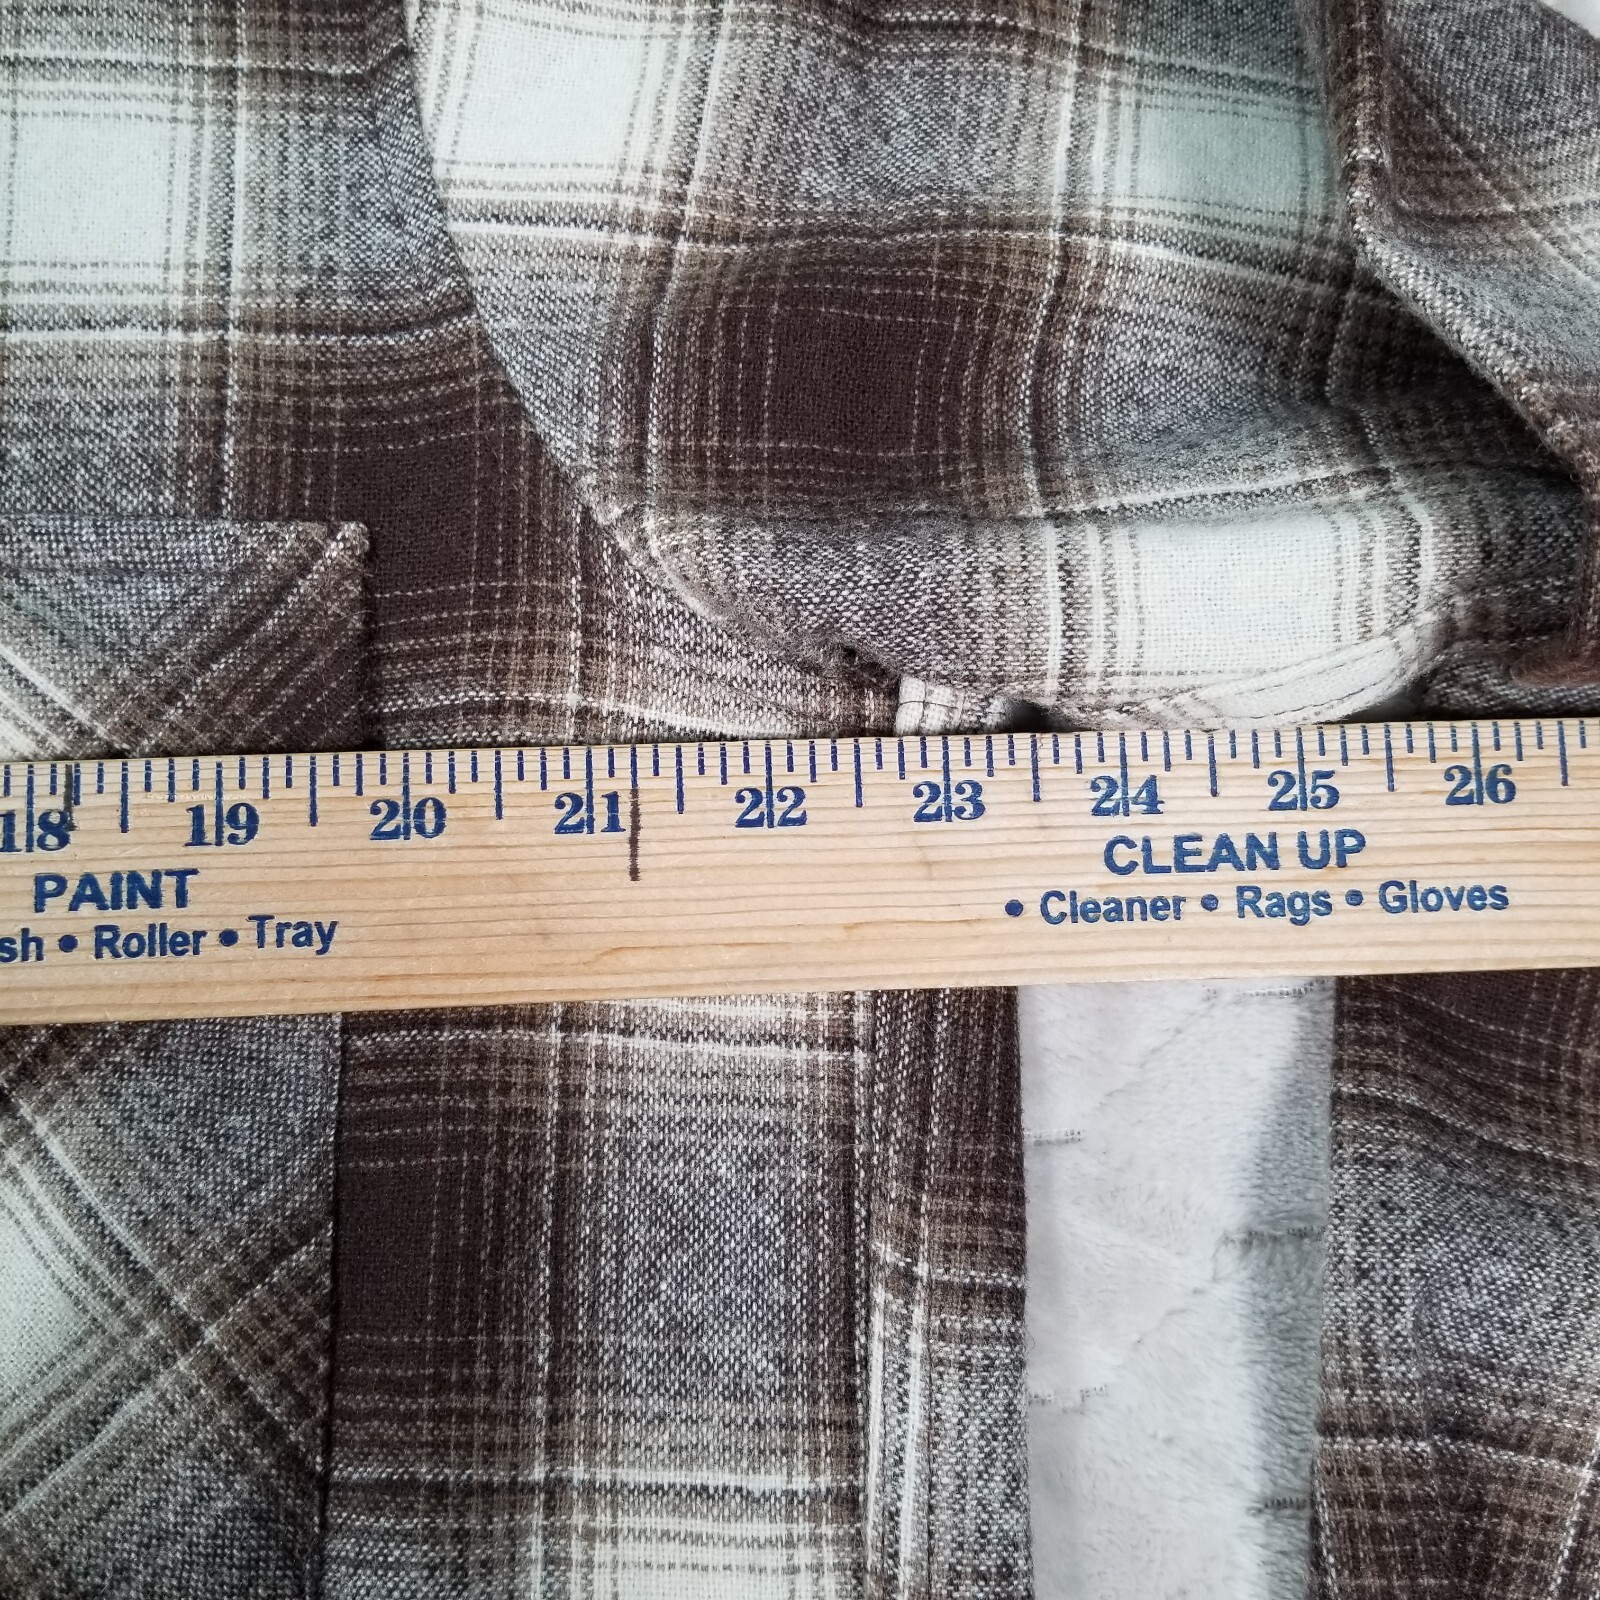 18 19 20 21 22 23 24 25 26
PAINT
sh • Roller • Tray
CLEAN UP
• Cleaner • Rags • Gloves